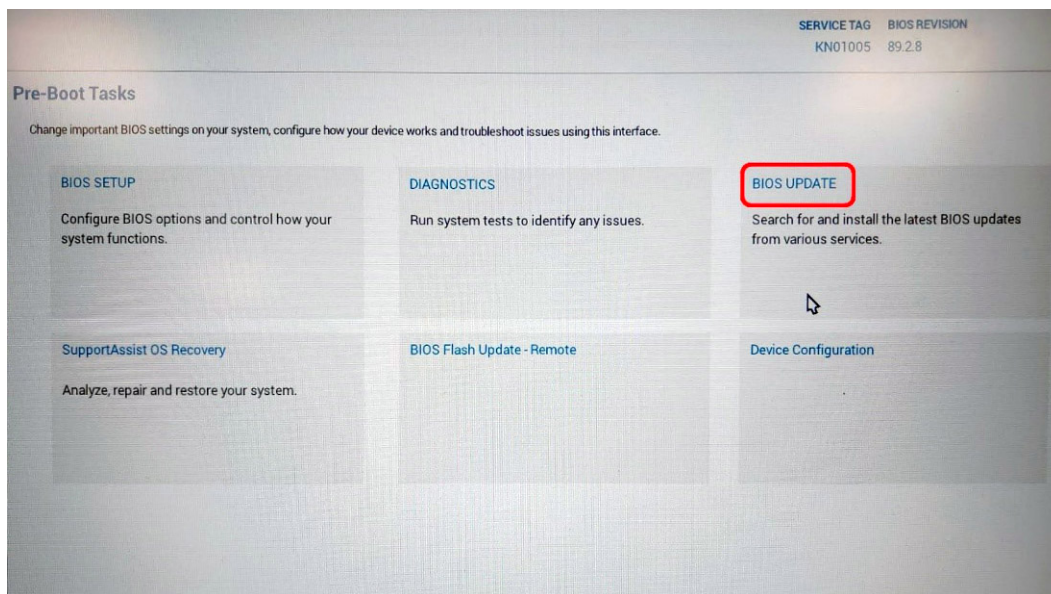 SERVICE TAG BIOS REVISION
KN01005 89.2.8
Pre-Boot Tasks
Change important BIOS settings on your system, configure how your device works and troubleshoot issues using this interface.
BIOS SETUP
Configure BIOS options and control how your
system functions.
DIAGNOSTICS
Run system tests to identify any issues.
BIOS UPDATE
Search for and install the latest BIOS updates
from various services.
SupportAssist OS Recovery
Analyze, repair and restore your system.
BIOS Flash Update - Remote
Device Configuration